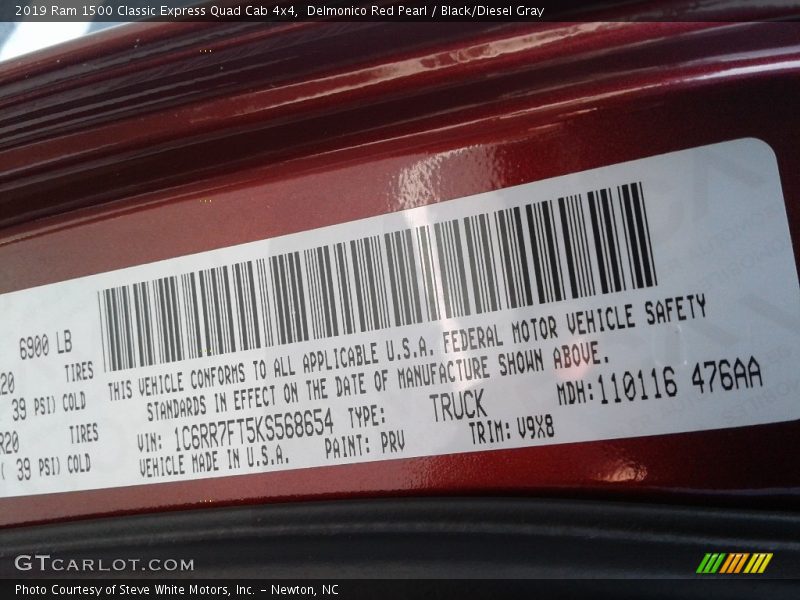 2019 Ram 1500 Classic Express Quad Cab 4x4, Delmonico Red Pearl / Black/Diesel Gray
6900 LB
R20 TIRES
39 PSI) COLD
R20 TIRES
( 39 PSI) COLD
THIS VEHICLE CONFORMS TO ALL APPLICABLE U.S.A. FEDERAL MOTOR VEHICLE SAFETY
STANDARDS IN EFFECT ON THE DATE OF MANUFACTURE SHOWN ABOVE.
VIN: 1C6RR7FT5KS568654 TYPE: TRUCK MDH: 110116 476AA
VEHICLE MADE IN U.S.A. PAINT: PRV TRIM: V9X8
GTCARLOT.COM
Photo Courtesy of Steve White Motors, Inc. – Newton, NC